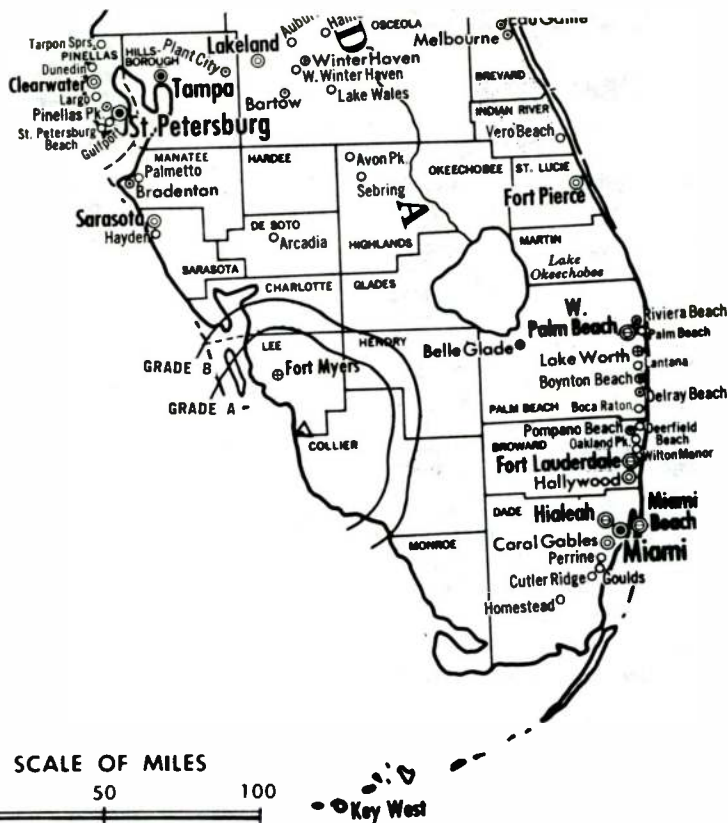 Eau Gallie
Aubur
Hain
OSCEOLA
Tarpon Sprs.
PINELLAS
HILLS-
BOROUGH
Plant City
Lakeland
D
Melbourne
Dunedin
Winter Haven
Clearwater
W. Winter Haven
BREVARD
Largo
Tampa
Bartow
Lake Wales
INDIAN RIVER
Pinellas Pk.
St. Petersburg
Vero Beach
St. Petersburg
Beach
Gulfport
MANATEE
HARDEE
Avon Pk.
OKEECHOBEE
ST. LUCIE
Palmetto
Sebring
Bradenton
Fort Pierce
A
Sarasota
DE SOTO
Hayden
Arcadia
HIGHLANDS
MARTIN
SARASOTA
Lake
Okeechobee
CHARLOTTE
GLADES
W.
Palm Beach
Riviera Beach
Palm Beach
GRADE B
LEE
HENDRY
Belle Glade
Fort Myers
Lake Worth
Lantana
Boynton Beach
GRADE A
Delray Beach
PALM BEACH
Boca Raton
Pompano Beach
Deerfield
Beach
COLLIER
BROWARD
Oakland Pk.
Wilton Manor
Fort Lauderdale
Hallywood
DADE
Hialeah
Miami
Beach
MONROE
Caral Gables
Miami
Perrine
Cutler Ridge
Goulds
Homestead
SCALE OF MILES
50
100
Key West